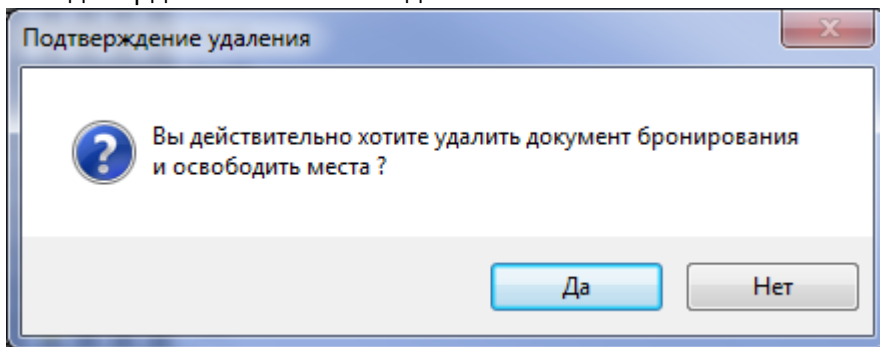 Подтверждение удаления
Вы действительно хотите удалить документ бронирования
и освободить места ?
Да
Нет